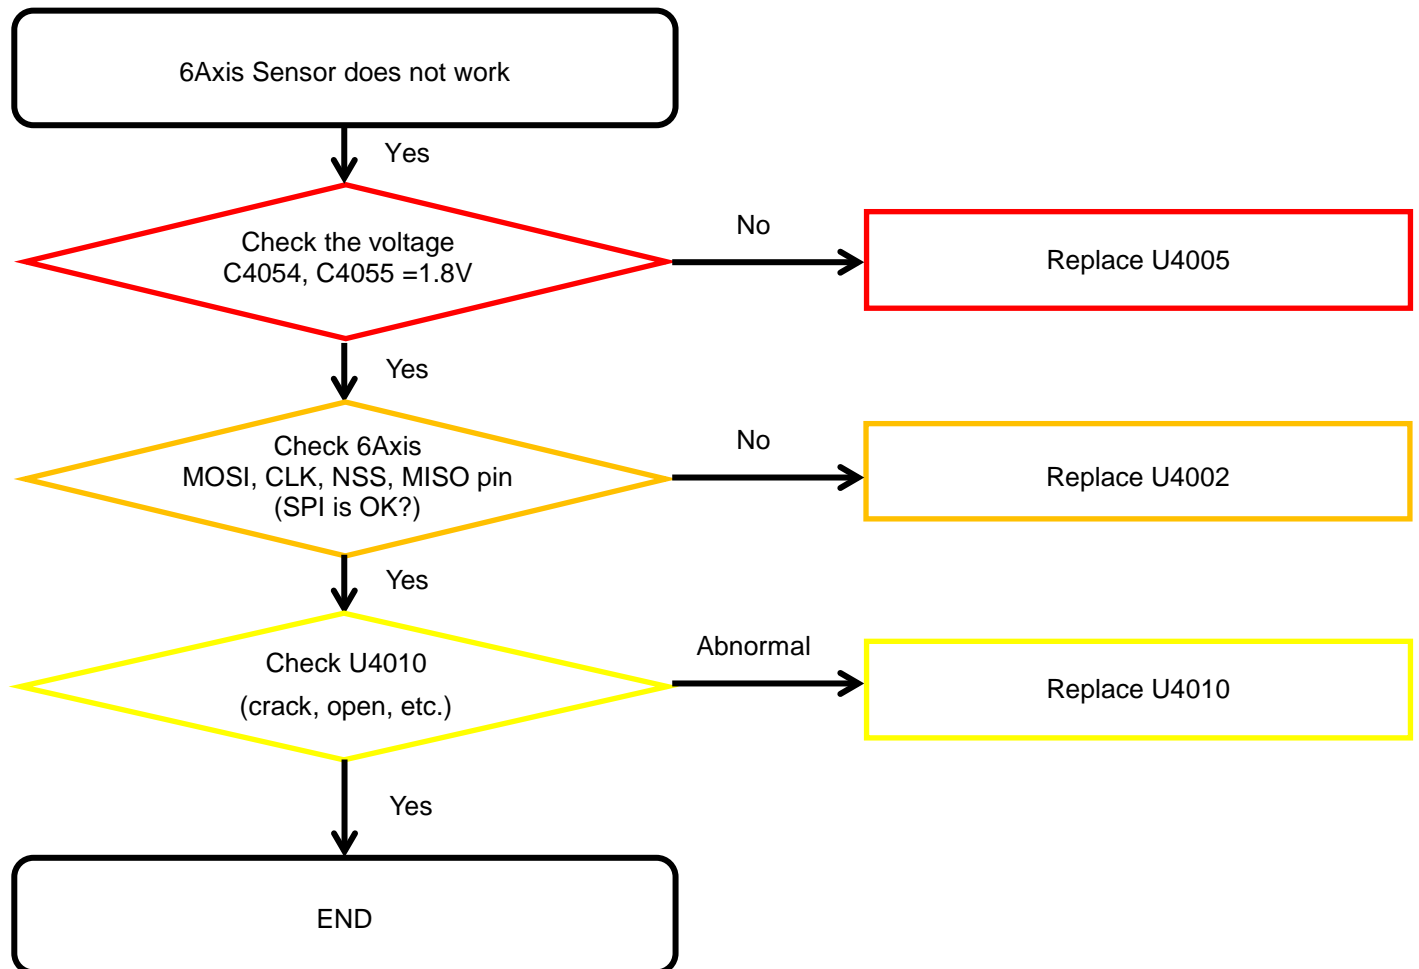 6Axis Sensor does not work
Yes
Check the voltage
C4054, C4055 =1.8V
No
Replace U4005
Yes
Check 6Axis
MOSI, CLK, NSS, MISO pin
(SPI is OK?)
No
Replace U4002
Yes
Check U4010
(crack, open, etc.)
Abnormal
Replace U4010
Yes
END